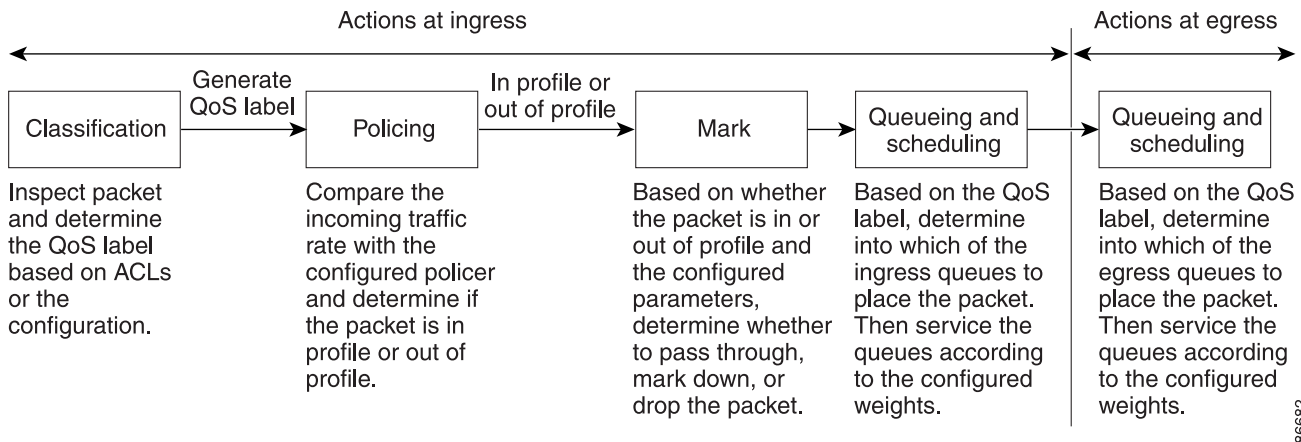 Actions at ingress
Actions at egress
Generate
QoS label
In profile or
out of profile
Classification
Policing
Mark
Queueing and
scheduling
Queueing and
scheduling
Inspect packet
and determine
the QoS label
based on ACLs
or the
configuration.
Compare the
incoming traffic
rate with the
configured policer
and determine if
the packet is in
profile or out of
profile.
Based on whether
the packet is in or
out of profile and
the configured
parameters,
determine whether
to pass through,
mark down, or
drop the packet.
Based on the QoS
label, determine
into which of the
ingress queues to
place the packet.
Then service the
queues according
to the configured
weights.
Based on the QoS
label, determine
into which of the
egress queues to
place the packet.
Then service the
queues according
to the configured
weights.